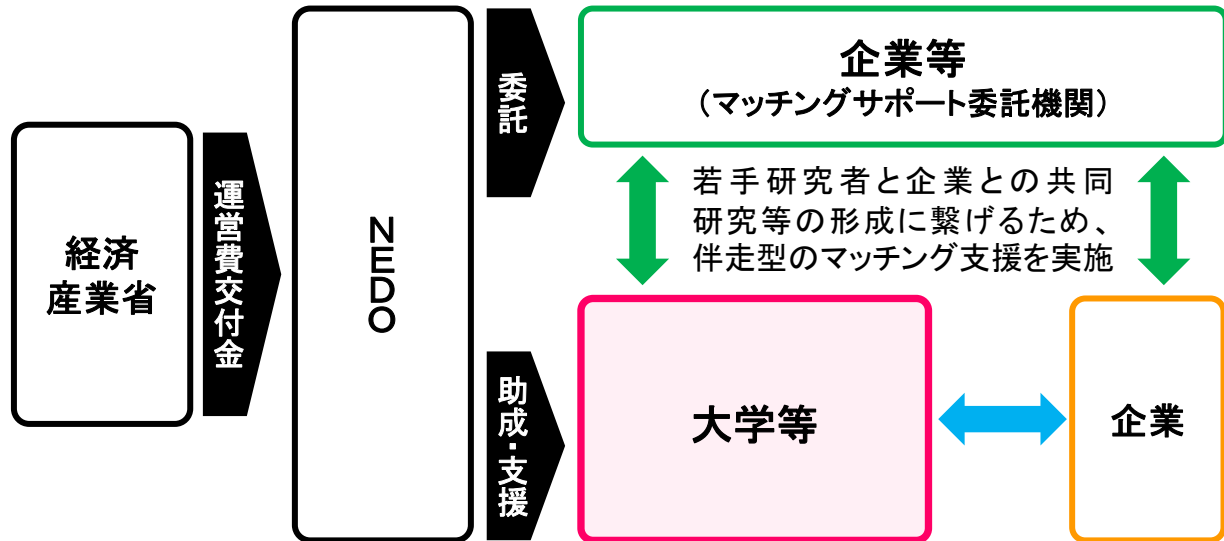 経済
産業省
運営費交付金
NEDO
委託
企業等
（マッチングサポート委託機関）
若手研究者と企業との共同
研究等の形成に繋げるため、
伴走型のマッチング支援を実施
助成・支援
大学等
企業